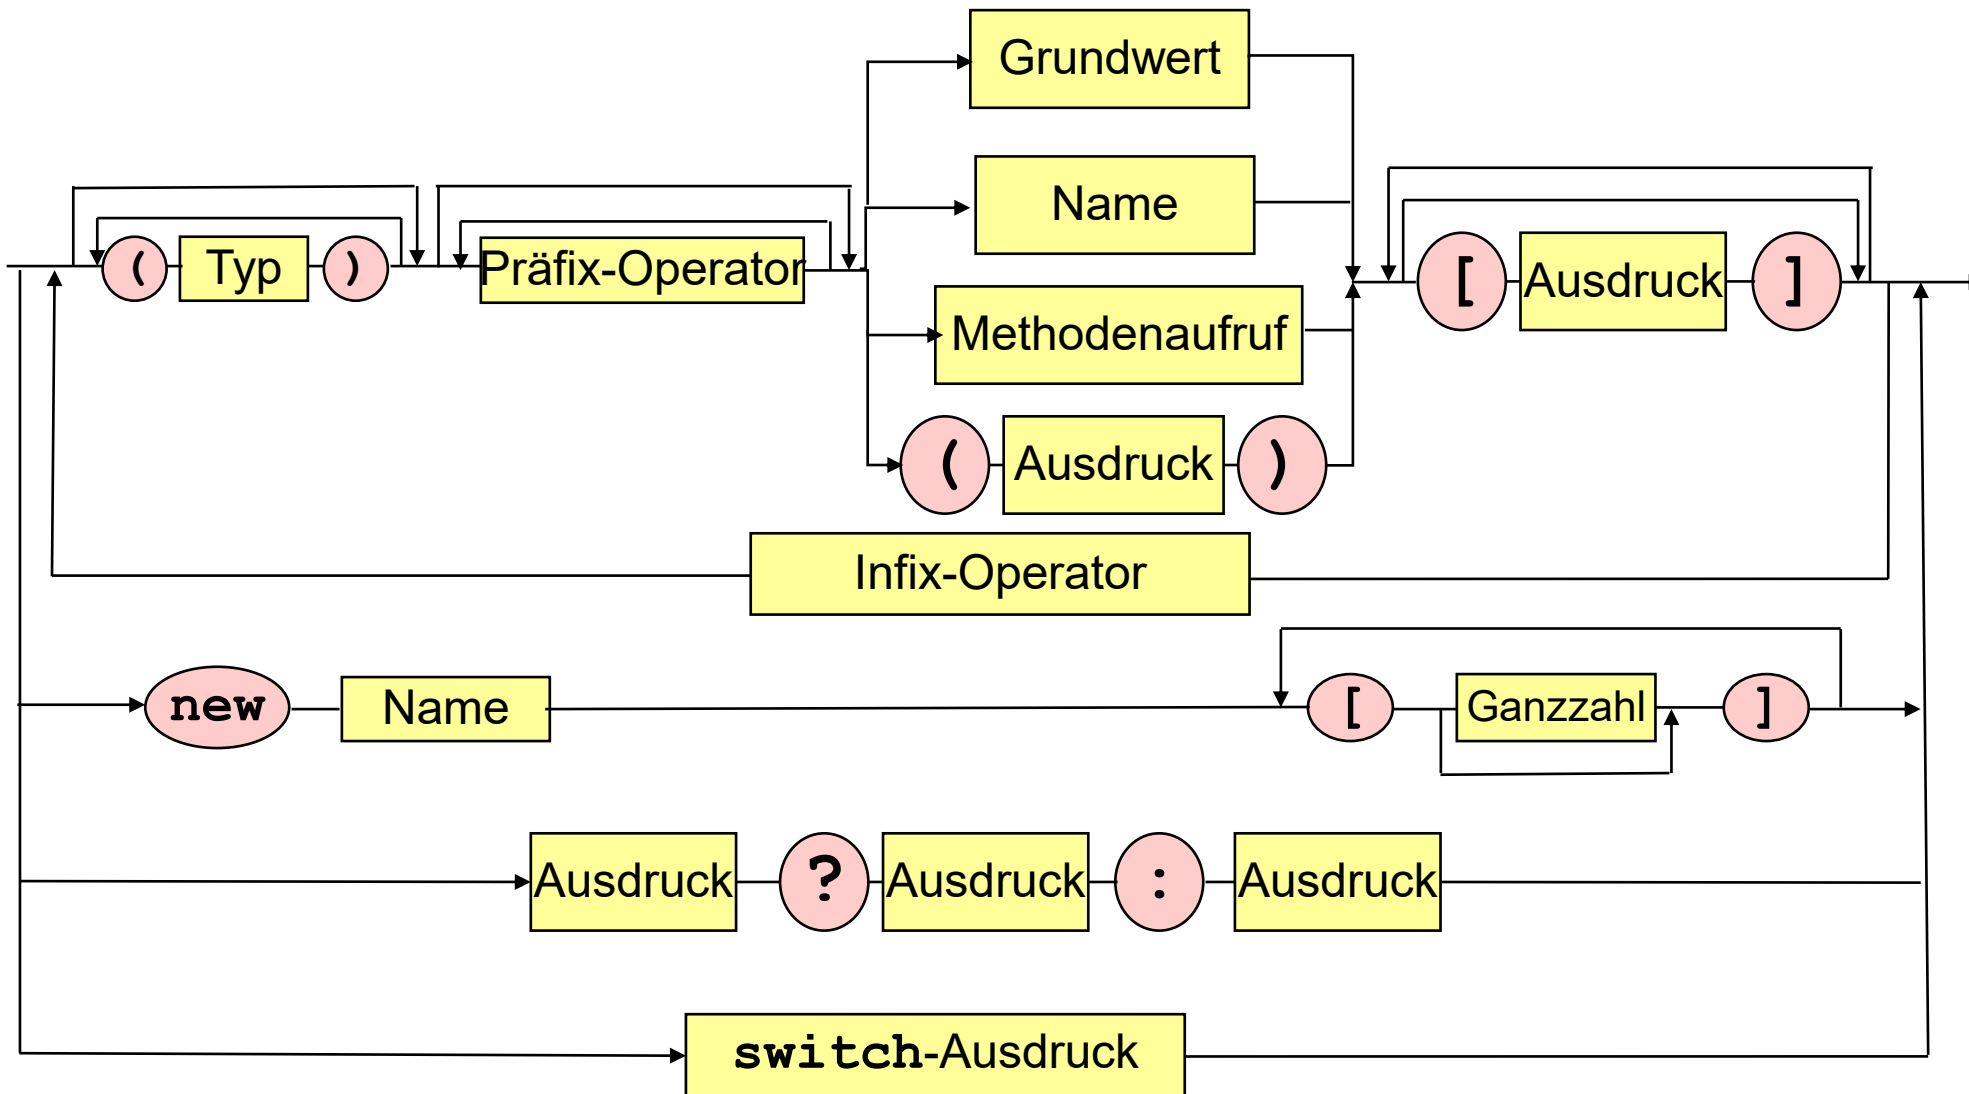 Grundwert
Name
( Typ ) Präfix-Operator [ Ausdruck ]
Methodenaufruf
( Ausdruck )
Infix-Operator
new Name [ Ganzzahl ]
Ausdruck ? Ausdruck : Ausdruck
switch-Ausdruck